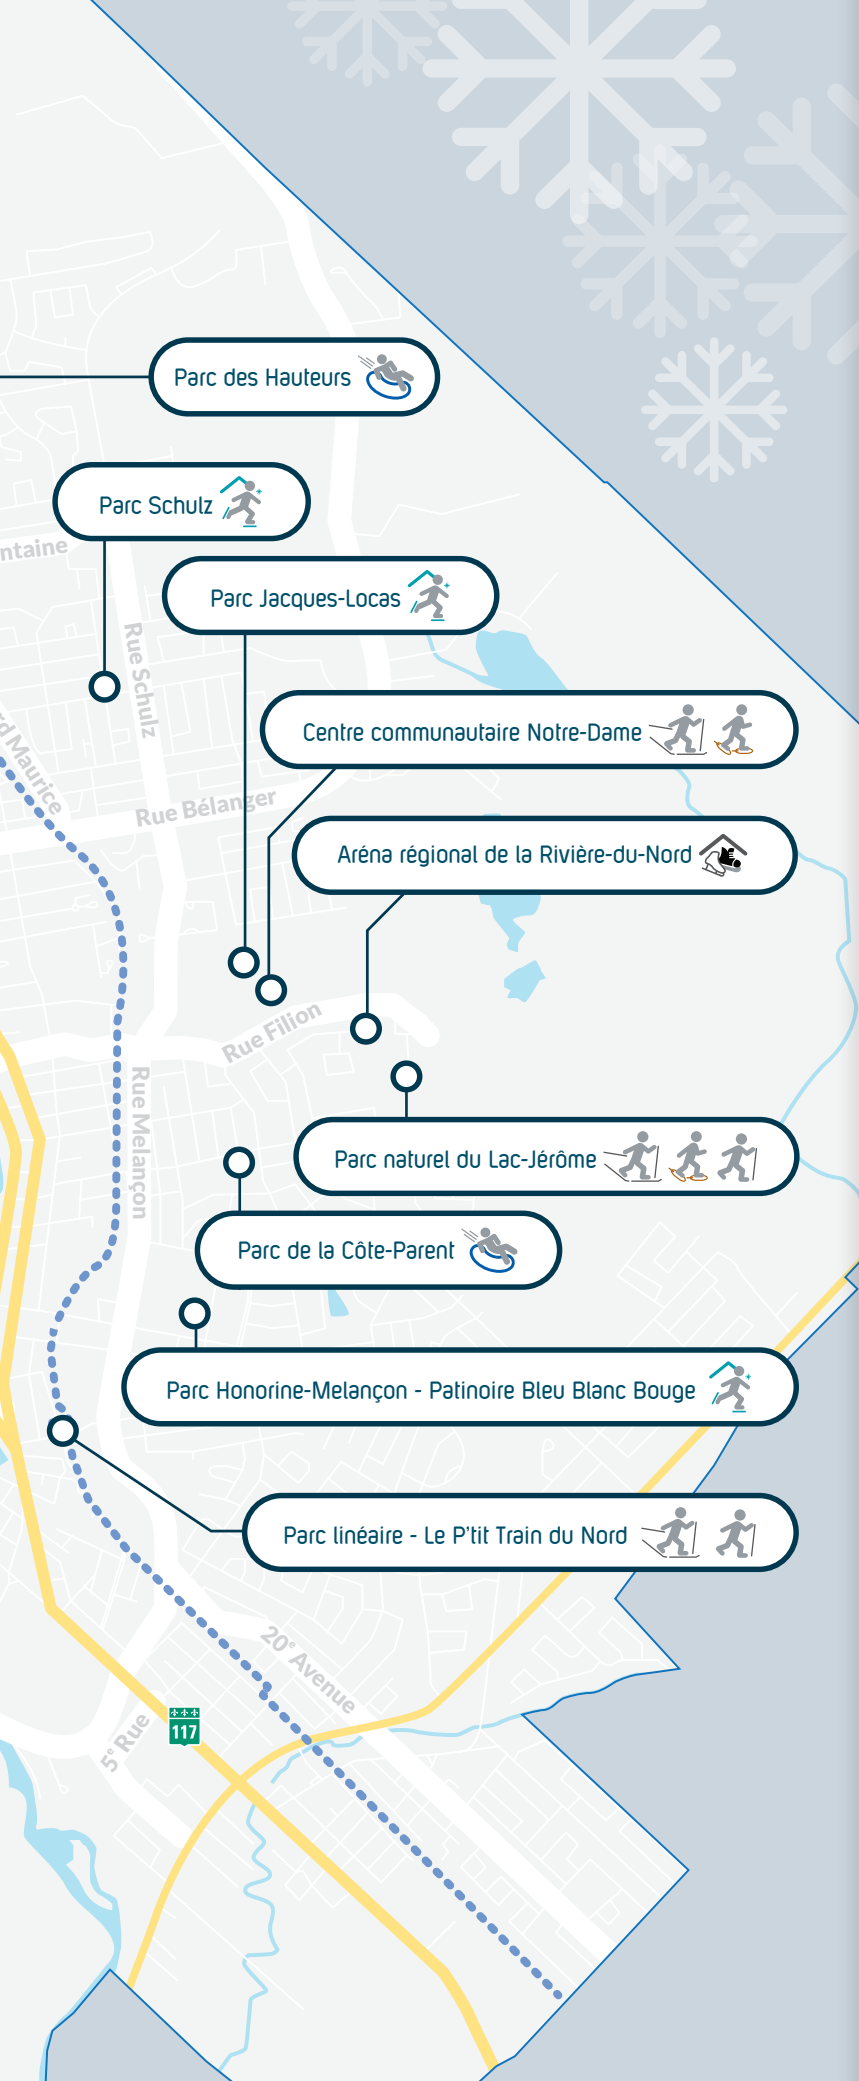 Parc des Hauteurs
Parc Schulz
ntaine
Parc Jacques-Locas
Rue Schulz
rd Maurice
Centre communautaire Notre-Dame
Rue Bélanger
Aréna régional de la Rivière-du-Nord
Rue Filion
Rue Melançon
Parc naturel du Lac-Jérôme
Parc de la Côte-Parent
Parc Honorine-Melançon - Patinoire Bleu Blanc Bouge
Parc linéaire - Le P'tit Train du Nord
20e Avenue
5e Rue
117